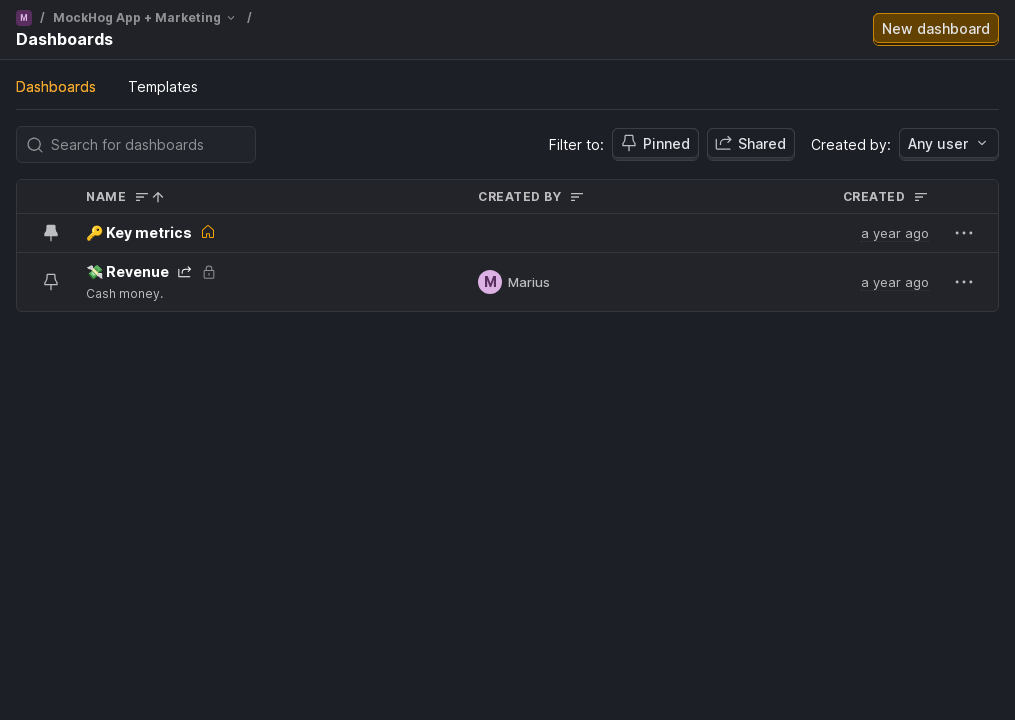 M / MockHog App + Marketing /
Dashboards
New dashboard
Dashboards Templates
Search for dashboards
Filter to: Pinned Shared Created by: Any user
NAME CREATED BY CREATED
🔑 Key metrics a year ago
💸 Revenue
Cash money.
M Marius a year ago